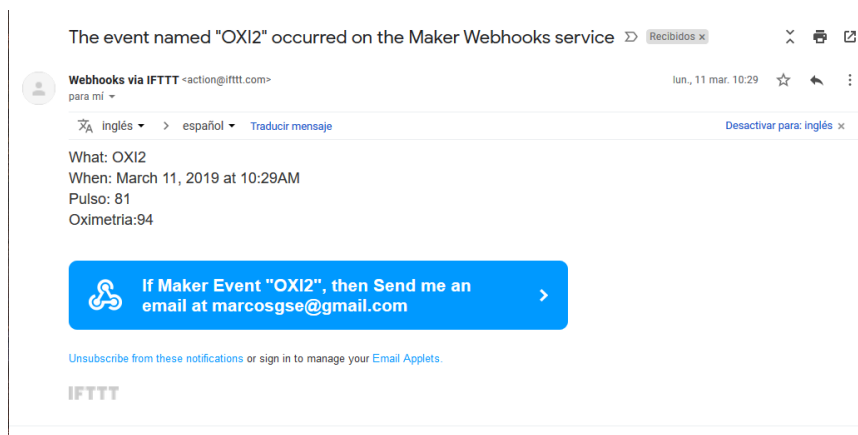 The event named "OXI2" occurred on the Maker Webhooks service Recibidos x
Webhooks via IFTTT <action@ifttt.com> lun., 11 mar. 10:29
para mí
inglés > español Traducir mensaje Desactivar para: inglés x
What: OXI2
When: March 11, 2019 at 10:29AM
Pulso: 81
Oximetria:94
If Maker Event "OXI2", then Send me an
email at marcosgse@gmail.com
Unsubscribe from these notifications or sign in to manage your Email Applets.
IFTTT